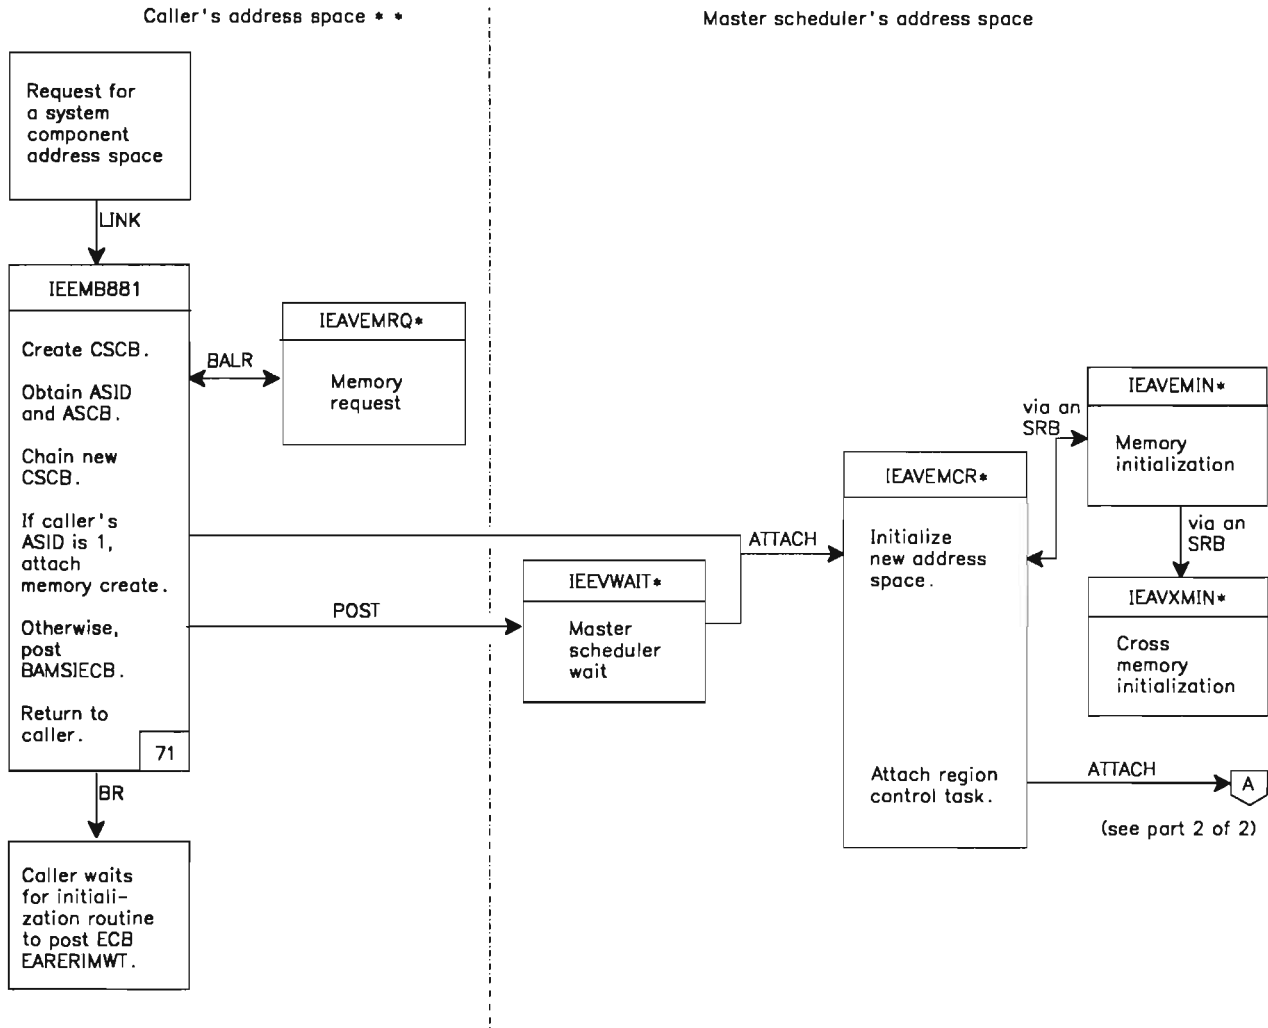 Caller's address space * *
Master scheduler's address space
Request for
a system
component
address space
LINK
IEEMB881
Create CSCB.
Obtain ASID
and ASCB.
Chain new
CSCB.
If caller's
ASID is 1,
attach
memory create.
Otherwise,
post
BAMSIECB.
Return to
caller.
71
BALR
IEAVEMRQ*
Memory
request
POST
IEEVWAIT*
Master
scheduler
wait
ATTACH
IEAVEMCR*
Initialize
new address
space.
Attach region
control task.
via an
SRB
IEAVEMIN*
Memory
initialization
via an
SRB
IEAVXMIN*
Cross
memory
initialization
ATTACH
A
(see part 2 of 2)
BR
Caller waits
for initiali-
zation routine
to post ECB
EARERIMWT.